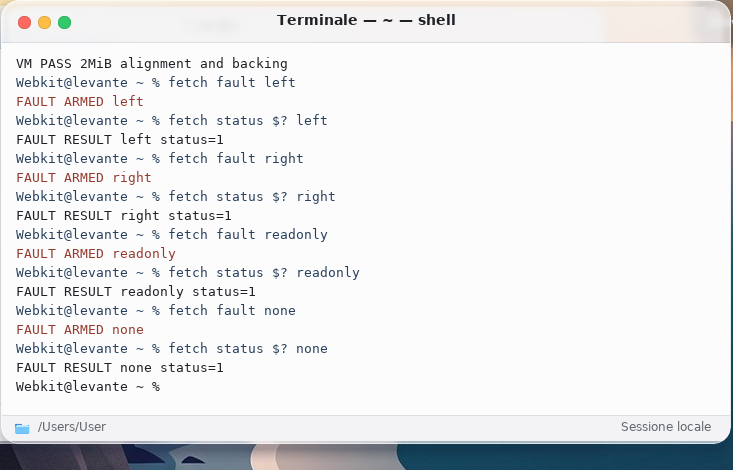 Terminale — ~ — shell
VM PASS 2MiB alignment and backing
Webkit@levante ~ % fetch fault left
FAULT ARMED left
Webkit@levante ~ % fetch status $? left
FAULT RESULT left status=1
Webkit@levante ~ % fetch fault right
FAULT ARMED right
Webkit@levante ~ % fetch status $? right
FAULT RESULT right status=1
Webkit@levante ~ % fetch fault readonly
FAULT ARMED readonly
Webkit@levante ~ % fetch status $? readonly
FAULT RESULT readonly status=1
Webkit@levante ~ % fetch fault none
FAULT ARMED none
Webkit@levante ~ % fetch status $? none
FAULT RESULT none status=1
Webkit@levante ~ %
/Users/User
Sessione locale